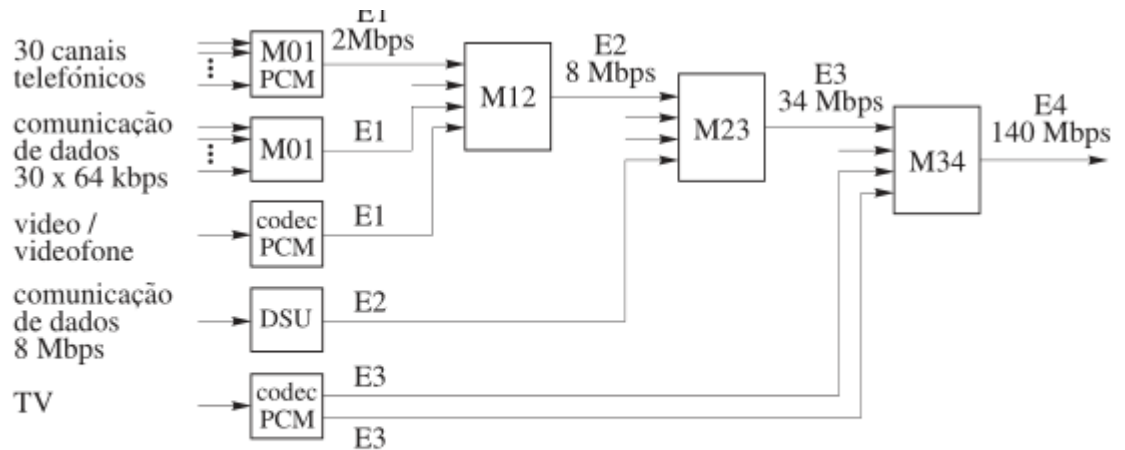 30 canais
telefónicos
M01
PCM
E1
2Mbps
M12
E2
8 Mbps
M23
E3
34 Mbps
M34
E4
140 Mbps
comunicação
de dados
30 x 64 kbps
M01
E1
video /
videofone
codec
PCM
E1
comunicação
de dados
8 Mbps
DSU
E2
TV
codec
PCM
E3
E3